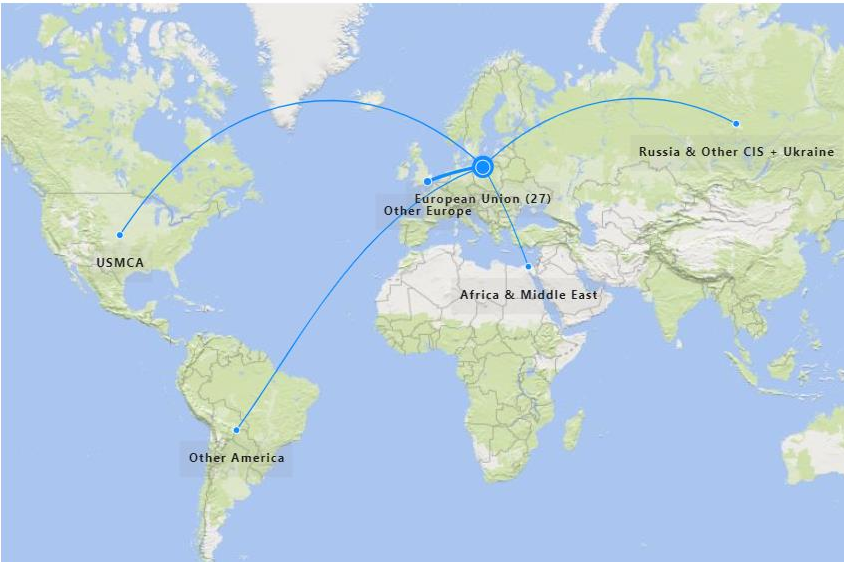 Russia & Other CIS + Ukraine
European Union (27)
Other Europe
USMCA
Africa & Middle East
Other America